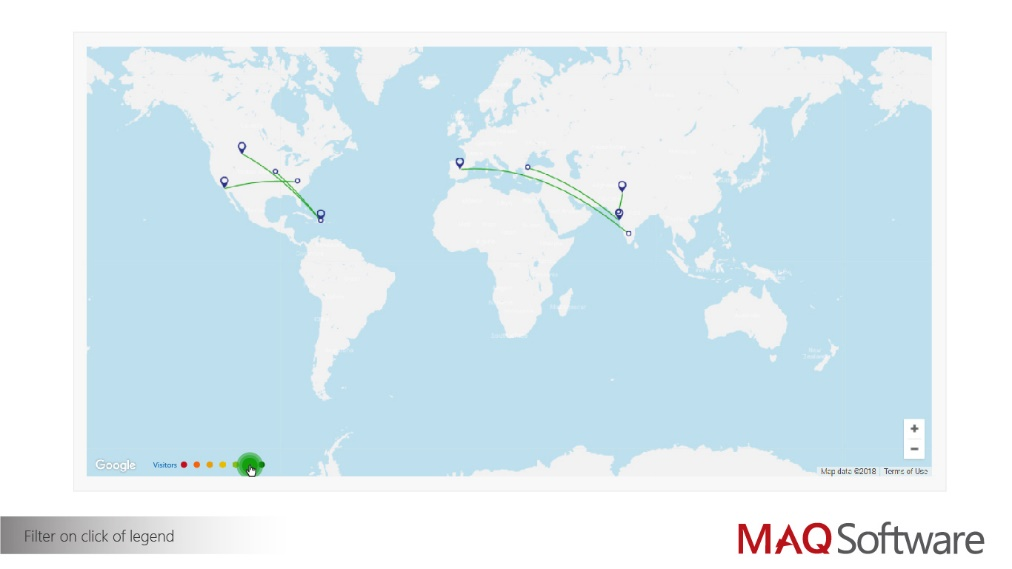 Google
Visitors
Map data ©2018
Terms of Use
Filter on click of legend
MAQ Software